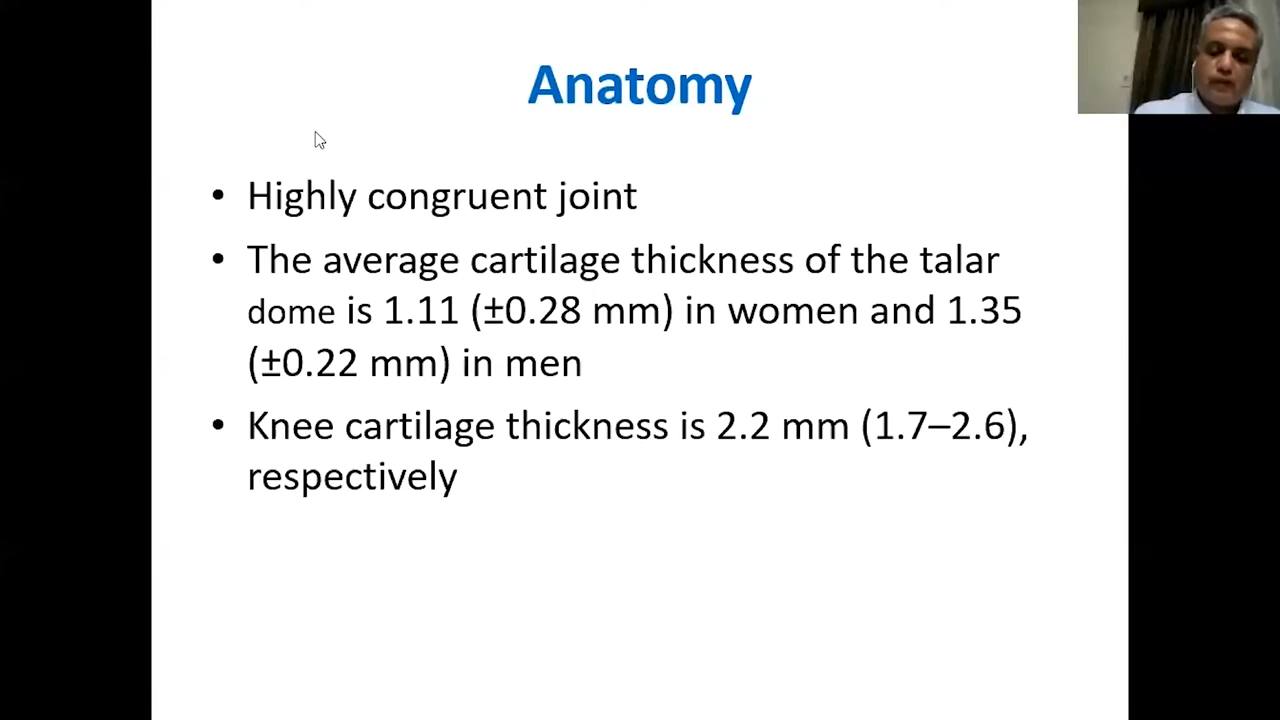 Anatomy
• Highly congruent joint
• The average cartilage thickness of the talar
dome is 1.11 (±0.28 mm) in women and 1.35
(±0.22 mm) in men
• Knee cartilage thickness is 2.2 mm (1.7–2.6),
respectively